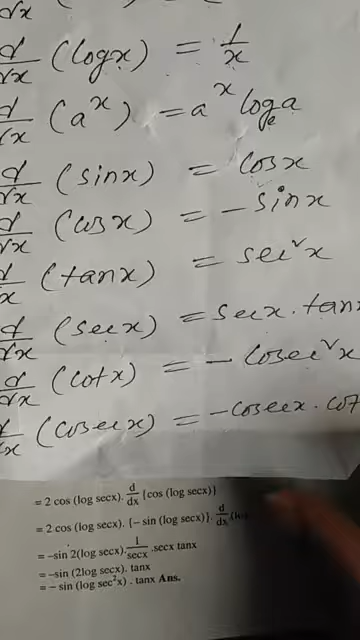 d/dx
d/dx (logx) = 1/x
d/dx (a^x) = a^x log_e a
d/dx (sinx) = cosx
d/dx (cosx) = - sinx
d/dx (tanx) = sec²x
d/dx (secx) = secx . tanx
d/dx (cotx) = - cosec²x
d/dx (cosecx) = -cosecx . cot
= 2 cos (log secx). d/dx {cos (log secx)}
= 2 cos (log secx). {- sin (log secx)}. d/dx (lo
= -sin 2(log secx). 1/secx .secx tanx
= -sin (2log secx). tanx
= - sin (log sec²x) . tanx Ans.